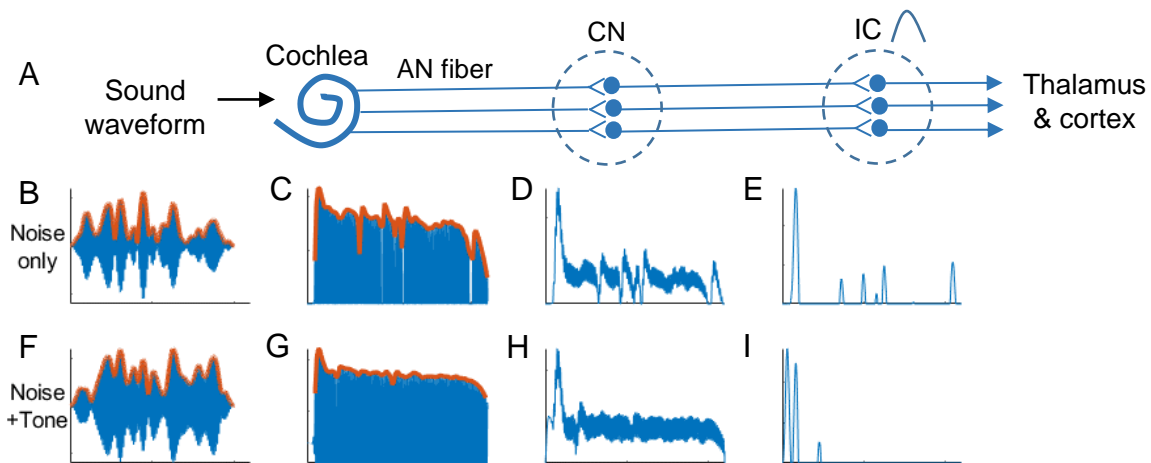 A
Sound
waveform
Cochlea
AN fiber
CN
IC
Thalamus
& cortex
B
C
D
E
Noise
only
F
G
H
I
Noise
+Tone